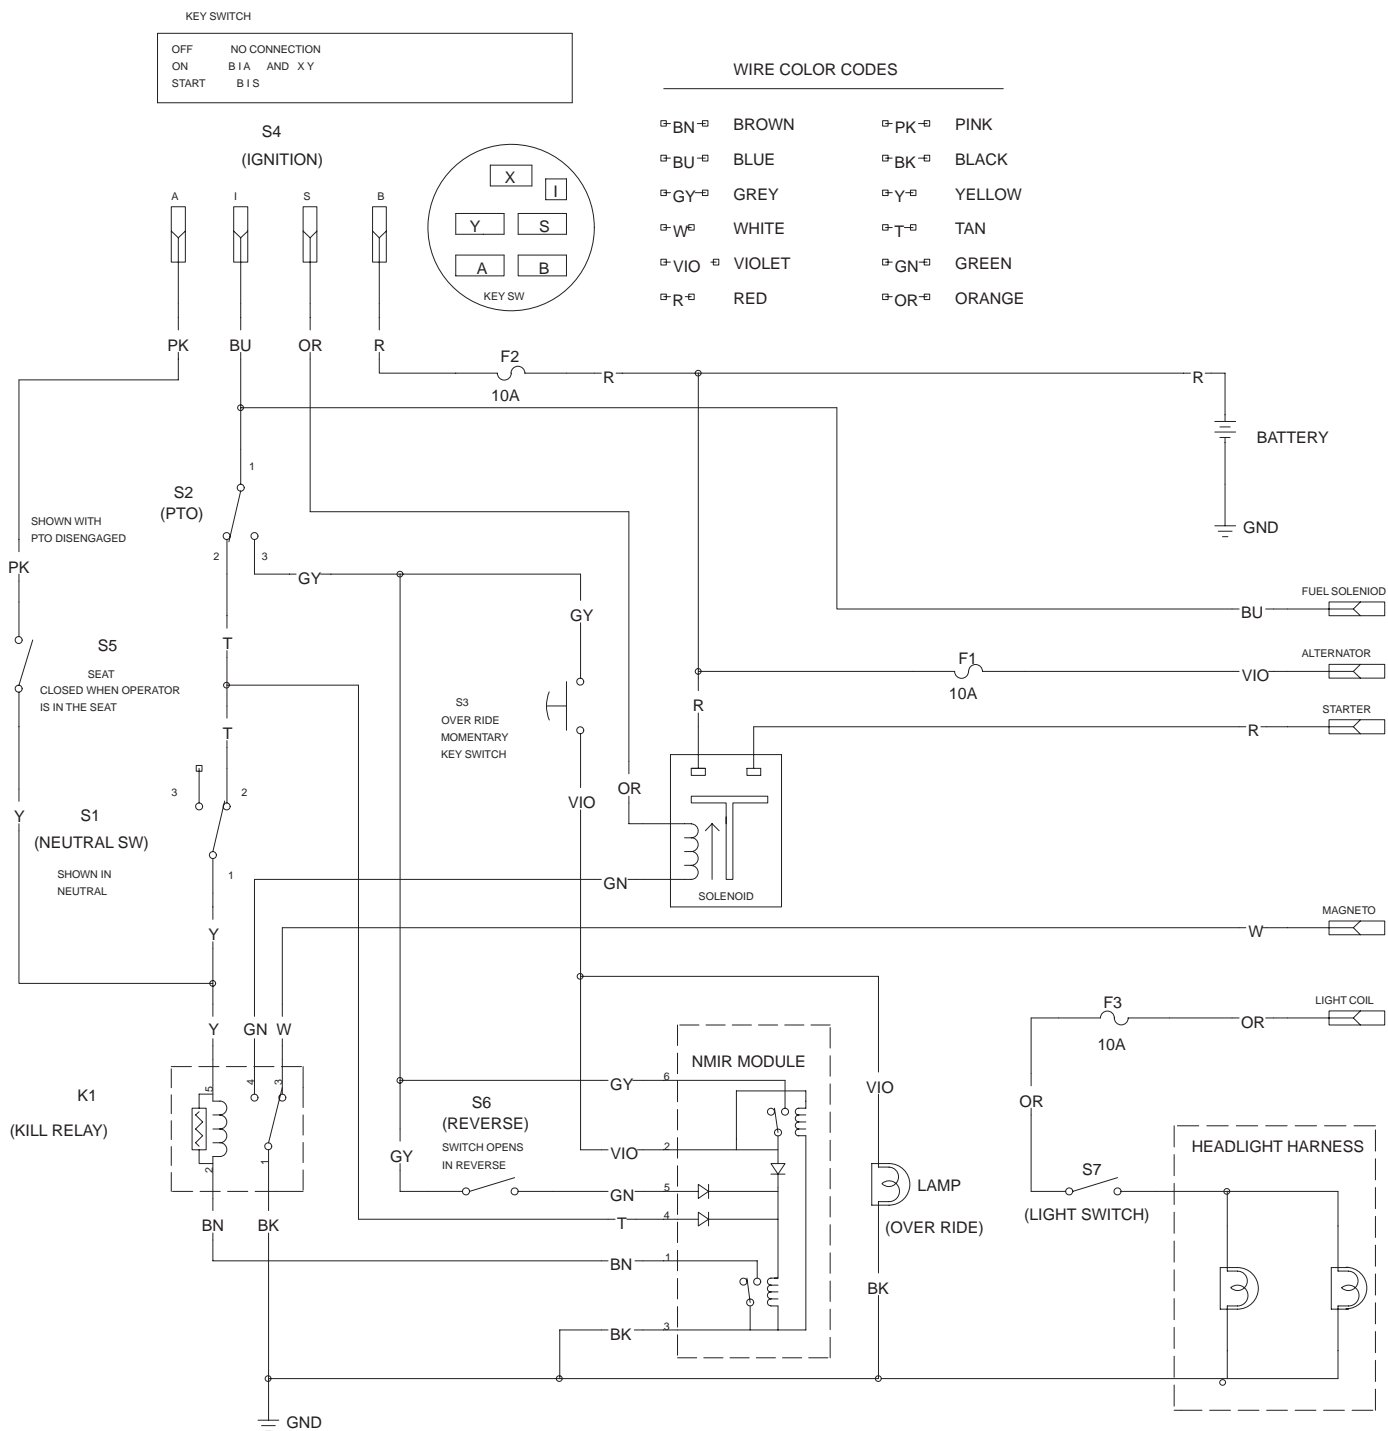 KEY SWITCH
OFF NO CONNECTION
ON B I A AND X Y
START B I S
S4
(IGNITION)
A
I
S
B
X
I
Y
S
A
B
KEY SW
WIRE COLOR CODES
BN BROWN
BU BLUE
GY GREY
W WHITE
VIO VIOLET
R RED
PK PINK
BK BLACK
Y YELLOW
T TAN
GN GREEN
OR ORANGE
PK
BU
OR
R
F2
10A
R
R
BATTERY
GND
1
S2
(PTO)
SHOWN WITH
PTO DISENGAGED
2
3
GY
PK
GY
T
S5
SEAT
CLOSED WHEN OPERATOR
IS IN THE SEAT
FUEL SOLENIOD
BU
ALTERNATOR
F1
10A
VIO
STARTER
R
R
S3
OVER RIDE
MOMENTARY
KEY SWITCH
T
3
2
Y
S1
(NEUTRAL SW)
SHOWN IN
NEUTRAL
1
VIO
OR
GN
SOLENOID
Y
MAGNETO
W
Y
GN
W
LIGHT COIL
F3
10A
OR
K1
(KILL RELAY)
5
4
3
2
1
BN
BK
NMIR MODULE
GY
6
S6
(REVERSE)
SWITCH OPENS
IN REVERSE
GY
VIO
2
GN
5
T
4
BN
1
BK
3
VIO
LAMP
(OVER RIDE)
BK
OR
S7
(LIGHT SWITCH)
HEADLIGHT HARNESS
GND